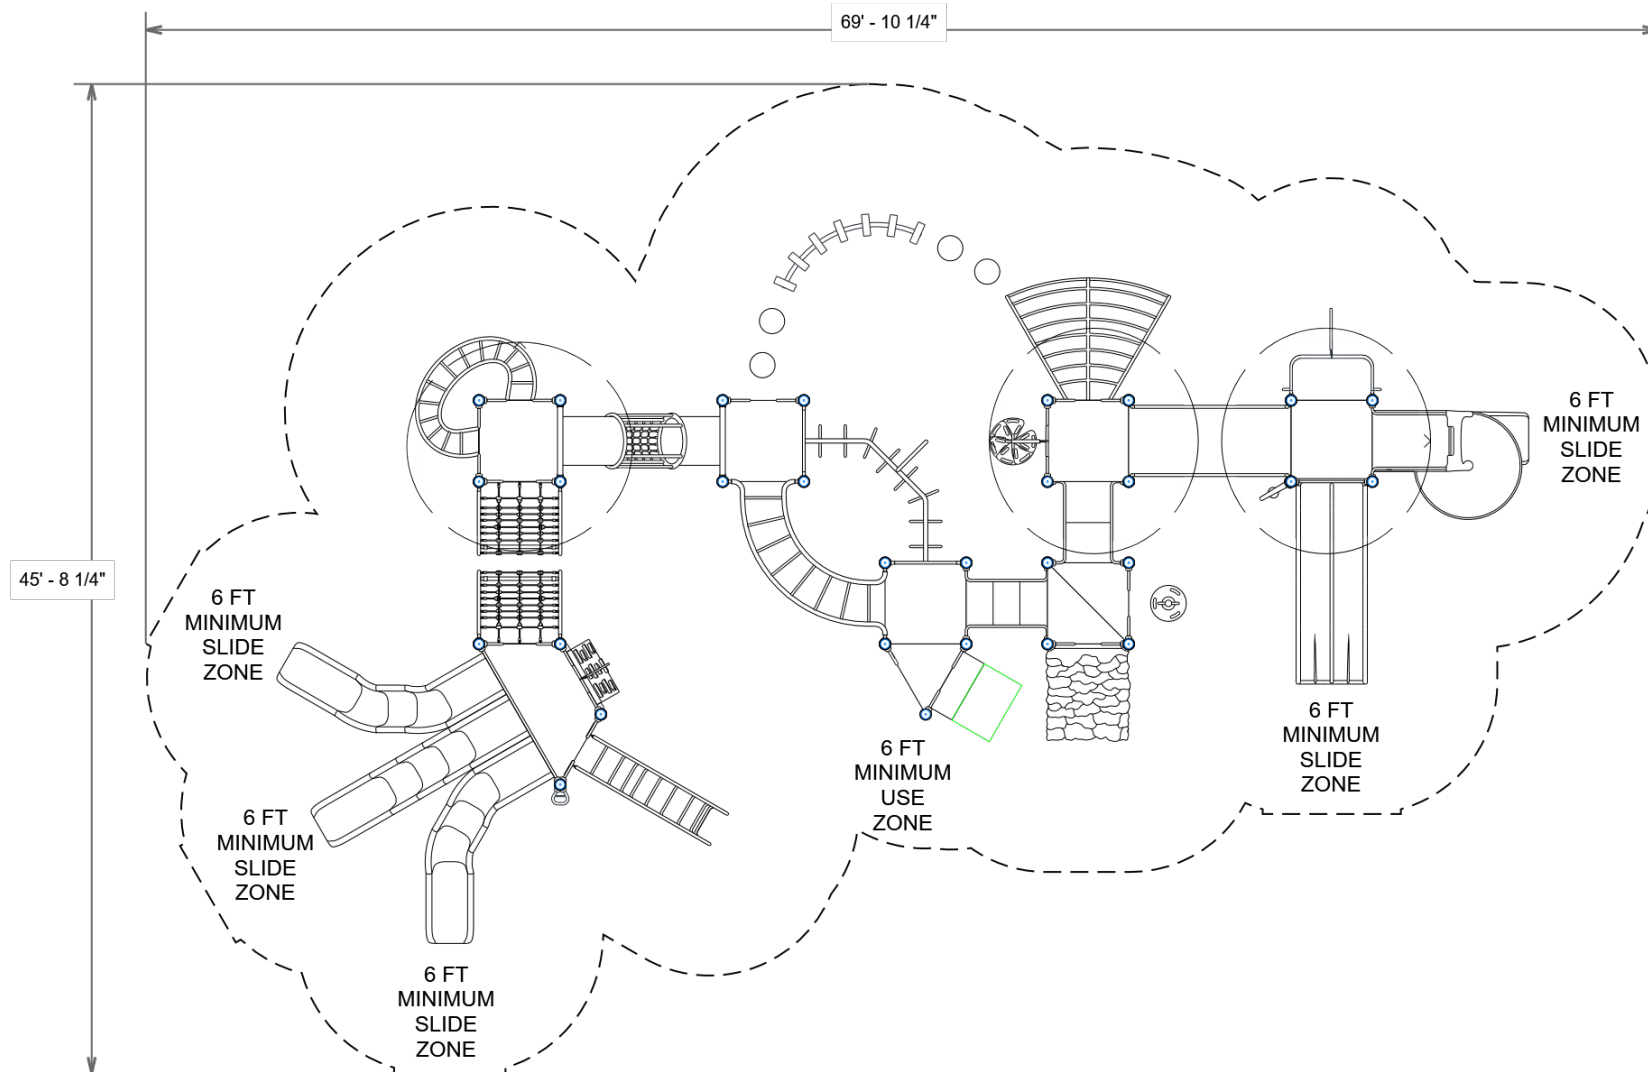 69' - 10 1/4"
6 FT
MINIMUM
SLIDE
ZONE
45' - 8 1/4"
6 FT
MINIMUM
SLIDE
ZONE
6 FT
MINIMUM
SLIDE
ZONE
6 FT
MINIMUM
USE
ZONE
6 FT
MINIMUM
SLIDE
ZONE
6 FT
MINIMUM
SLIDE
ZONE